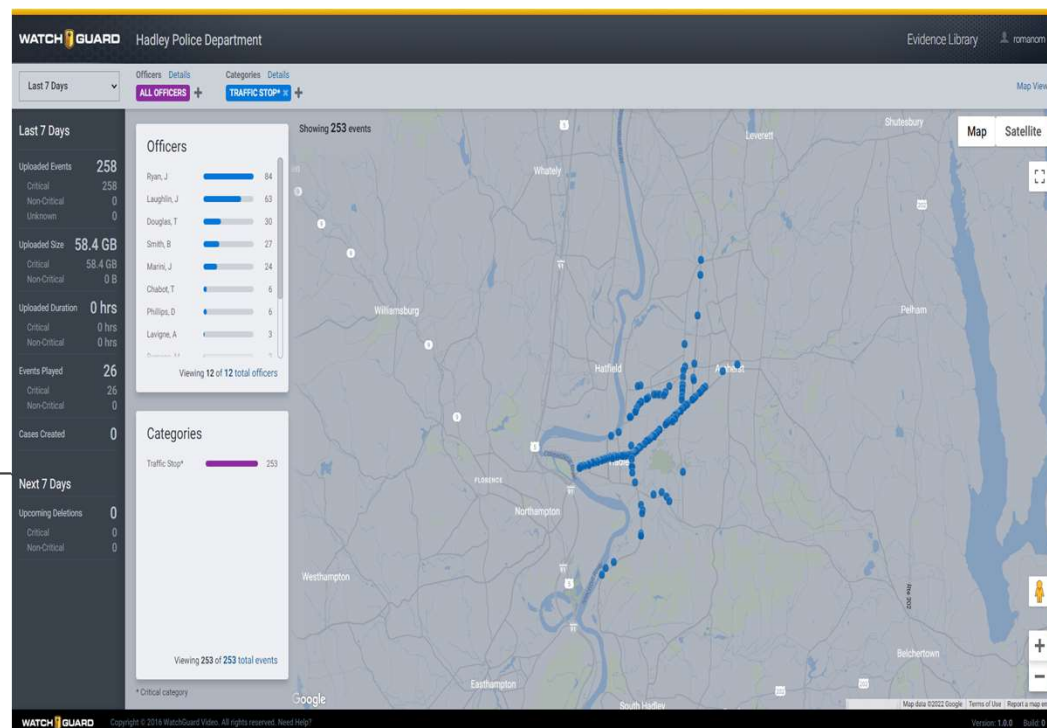 WATCH GUARD Hadley Police Department Evidence Library romanom
Last 7 Days
Officers Details
ALL OFFICERS +
Categories Details
TRAFFIC STOP* × +
Map View
Last 7 Days
Uploaded Events 258
Critical 258
Non-Critical 0
Unknown 0
Uploaded Size 58.4 GB
Critical 58.4 GB
Non-Critical 0 B
Uploaded Duration 0 hrs
Critical 0 hrs
Non-Critical 0 hrs
Events Played 26
Critical 26
Non-Critical 0
Cases Created 0
Next 7 Days
Upcoming Deletions 0
Critical 0
Non-Critical 0
Officers
Ryan, J 84
Laughlin, J 63
Douglas, T 30
Smith, B 27
Marini, J 24
Chabot, T 6
Phillips, D 6
Lavigne, A 3
Viewing 12 of 12 total officers
Categories
Traffic Stop* 253
Viewing 253 of 253 total events
* Critical category
Showing 253 events
Map Satellite
Shutesbury
Leverett
Whately
Williamsburg
Pelham
Hatfield
Amherst
FLORENCE
Northampton
Westhampton
Easthampton
South Hadley
Belchertown
Rte 202
Google
Map data ©2022 Google Terms of Use Report a map er
WATCH GUARD Copyright © 2016 WatchGuard Video. All rights reserved. Need Help? Version: 1.0.0 Build: 0